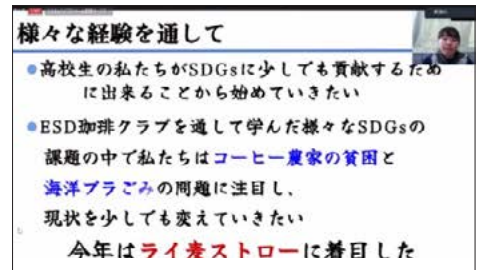 様々な経験を通して
●高校生の私たちがSDGsに少しでも貢献するため
に出来ることから始めていきたい
●ESD珈琲クラブを通して学んだ様々なSDGsの
課題の中で私たちはコーヒー農家の貧困と
海洋プラごみの問題に注目し、
現状を少しでも変えていきたい
今年はライ麦ストローに着目した